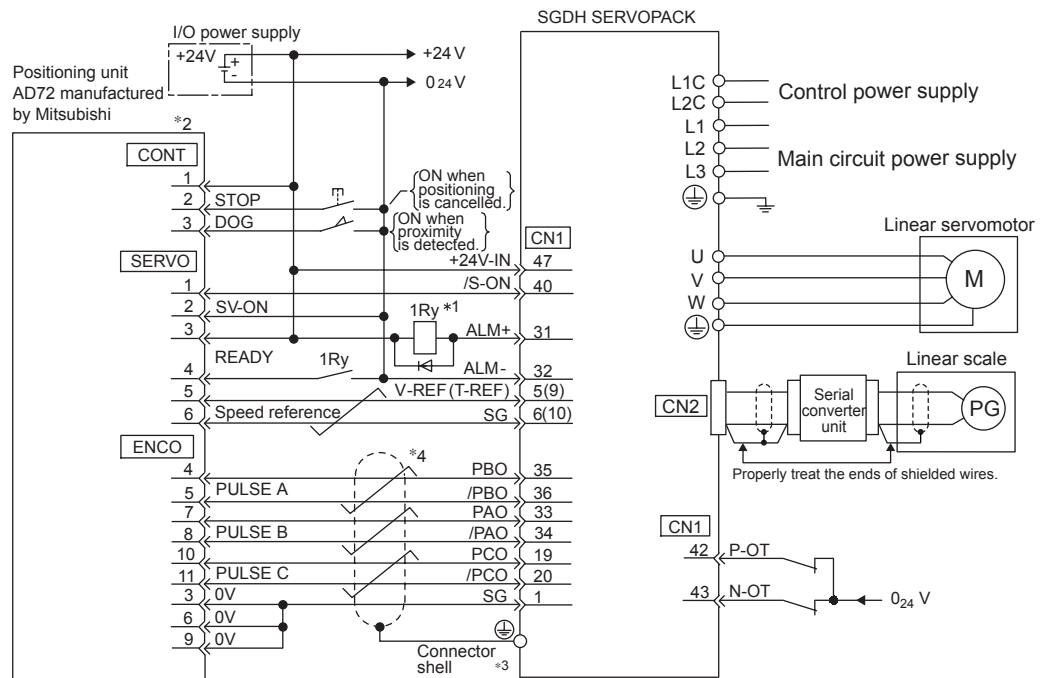 SGDH SERVOPACK
I/O power supply
+24V
+
-
+24 V
0 24 V
Positioning unit
AD72 manufactured
by Mitsubishi
*2
CONT
1
2 STOP
3 DOG
ON when
positioning
is cancelled.
ON when
proximity
is detected.
SERVO
1
2 SV-ON
3
4 READY
5
6 Speed reference
1Ry *1
1Ry
ENCO
4
5 PULSE A
7
8 PULSE B
10
11 PULSE C
3 0V
6 0V
9 0V
*4
CN1
+24V-IN 47
/S-ON 40
ALM+ 31
ALM- 32
V-REF (T-REF) 5(9)
SG 6(10)
PBO 35
/PBO 36
PAO 33
/PAO 34
PCO 19
/PCO 20
SG 1
Connector
shell *3
L1C
L2C
Control power supply
L1
L2
L3
Main circuit power supply
Linear servomotor
U
V
W
M
Linear scale
CN2
Serial
converter
unit
PG
Properly treat the ends of shielded wires.
CN1
42 P-OT
43 N-OT
0₂₄ V